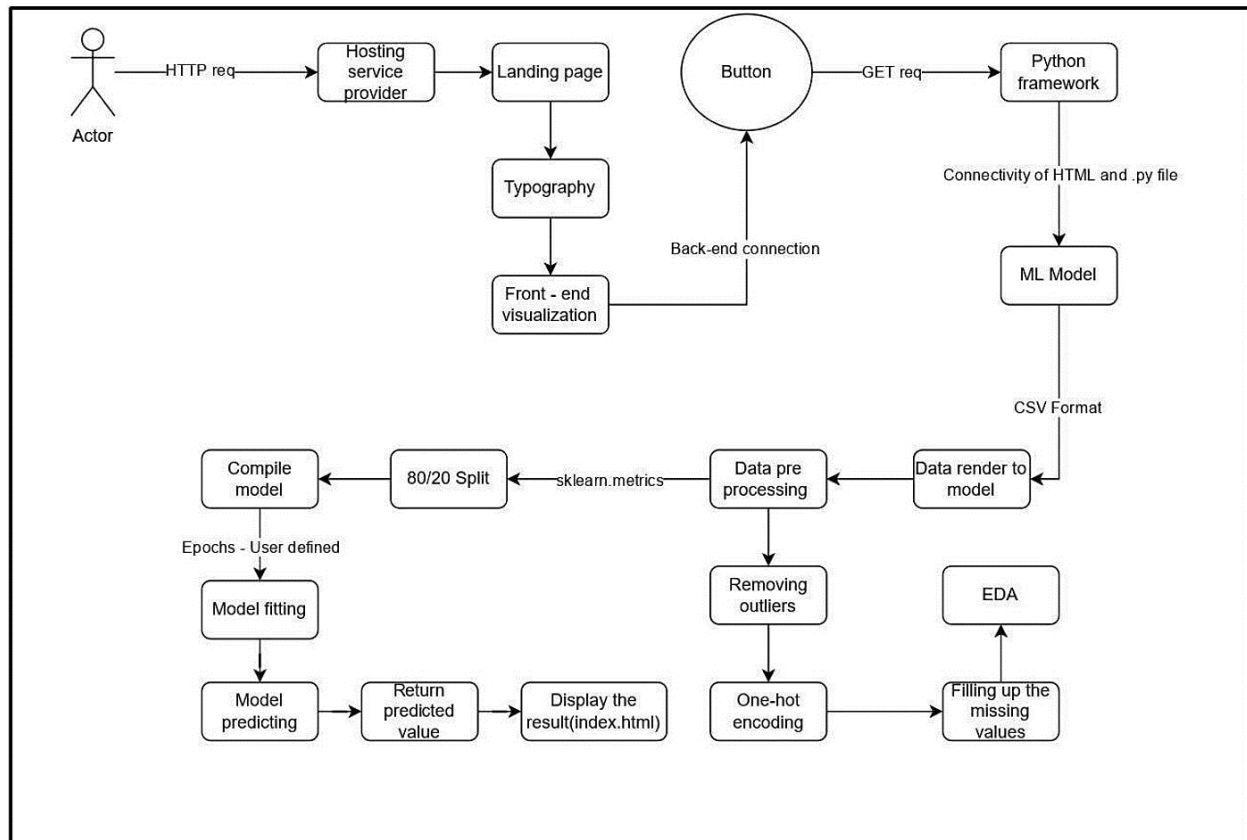 HTTP req
Hosting
service
provider
Landing page
Button
GET req
Python
framework
Actor
Typography
Connectivity of HTML and .py file
Back-end connection
Front - end
visualization
ML Model
CSV Format
Compile
model
80/20 Split
sklearn.metrics
Data pre
processing
Data render to
model
Epochs - User defined
Model fitting
Removing
outliers
EDA
Model
predicting
Return
predicted
value
Display the
result(index.html)
One-hot
encoding
Filling up the
missing
values